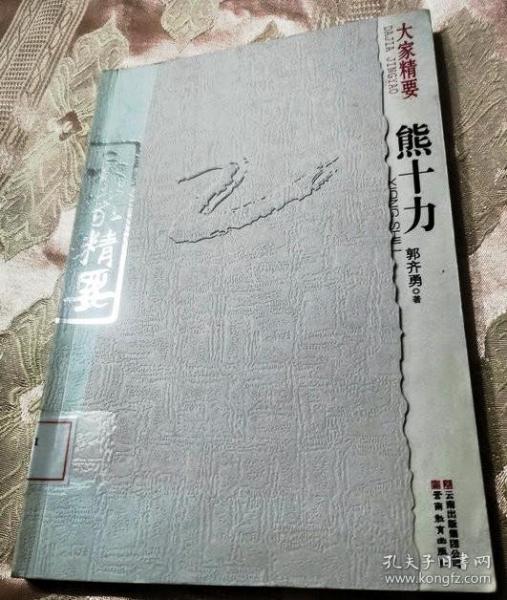 大家精要
DAJIA JINGYAO
熊十力
XIONG SHILI
郭齐勇◎著
家精要
云南出版集团公司
云南教育出版
孔夫子旧书网
www.kongfz.com